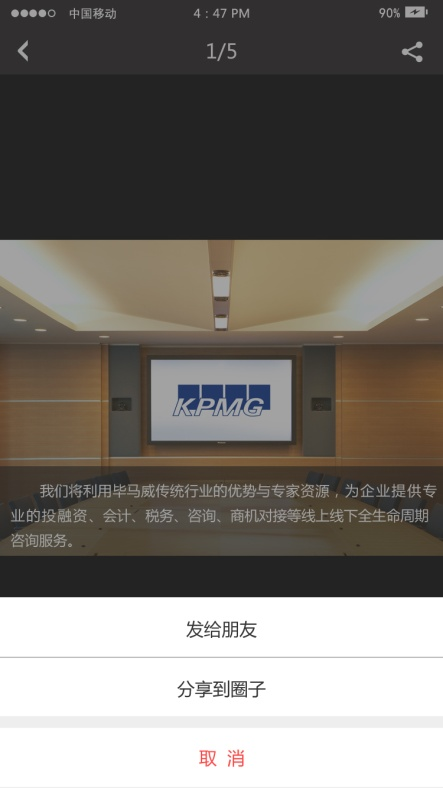 中国移动 4：47 PM 90%
1/5
KPMG
我们将利用毕马威传统行业的优势与专家资源，为企业提供专
业的投融资、会计、税务、咨询、商机对接等线上线下全生命周期
咨询服务。
发给朋友
分享到圈子
取 消